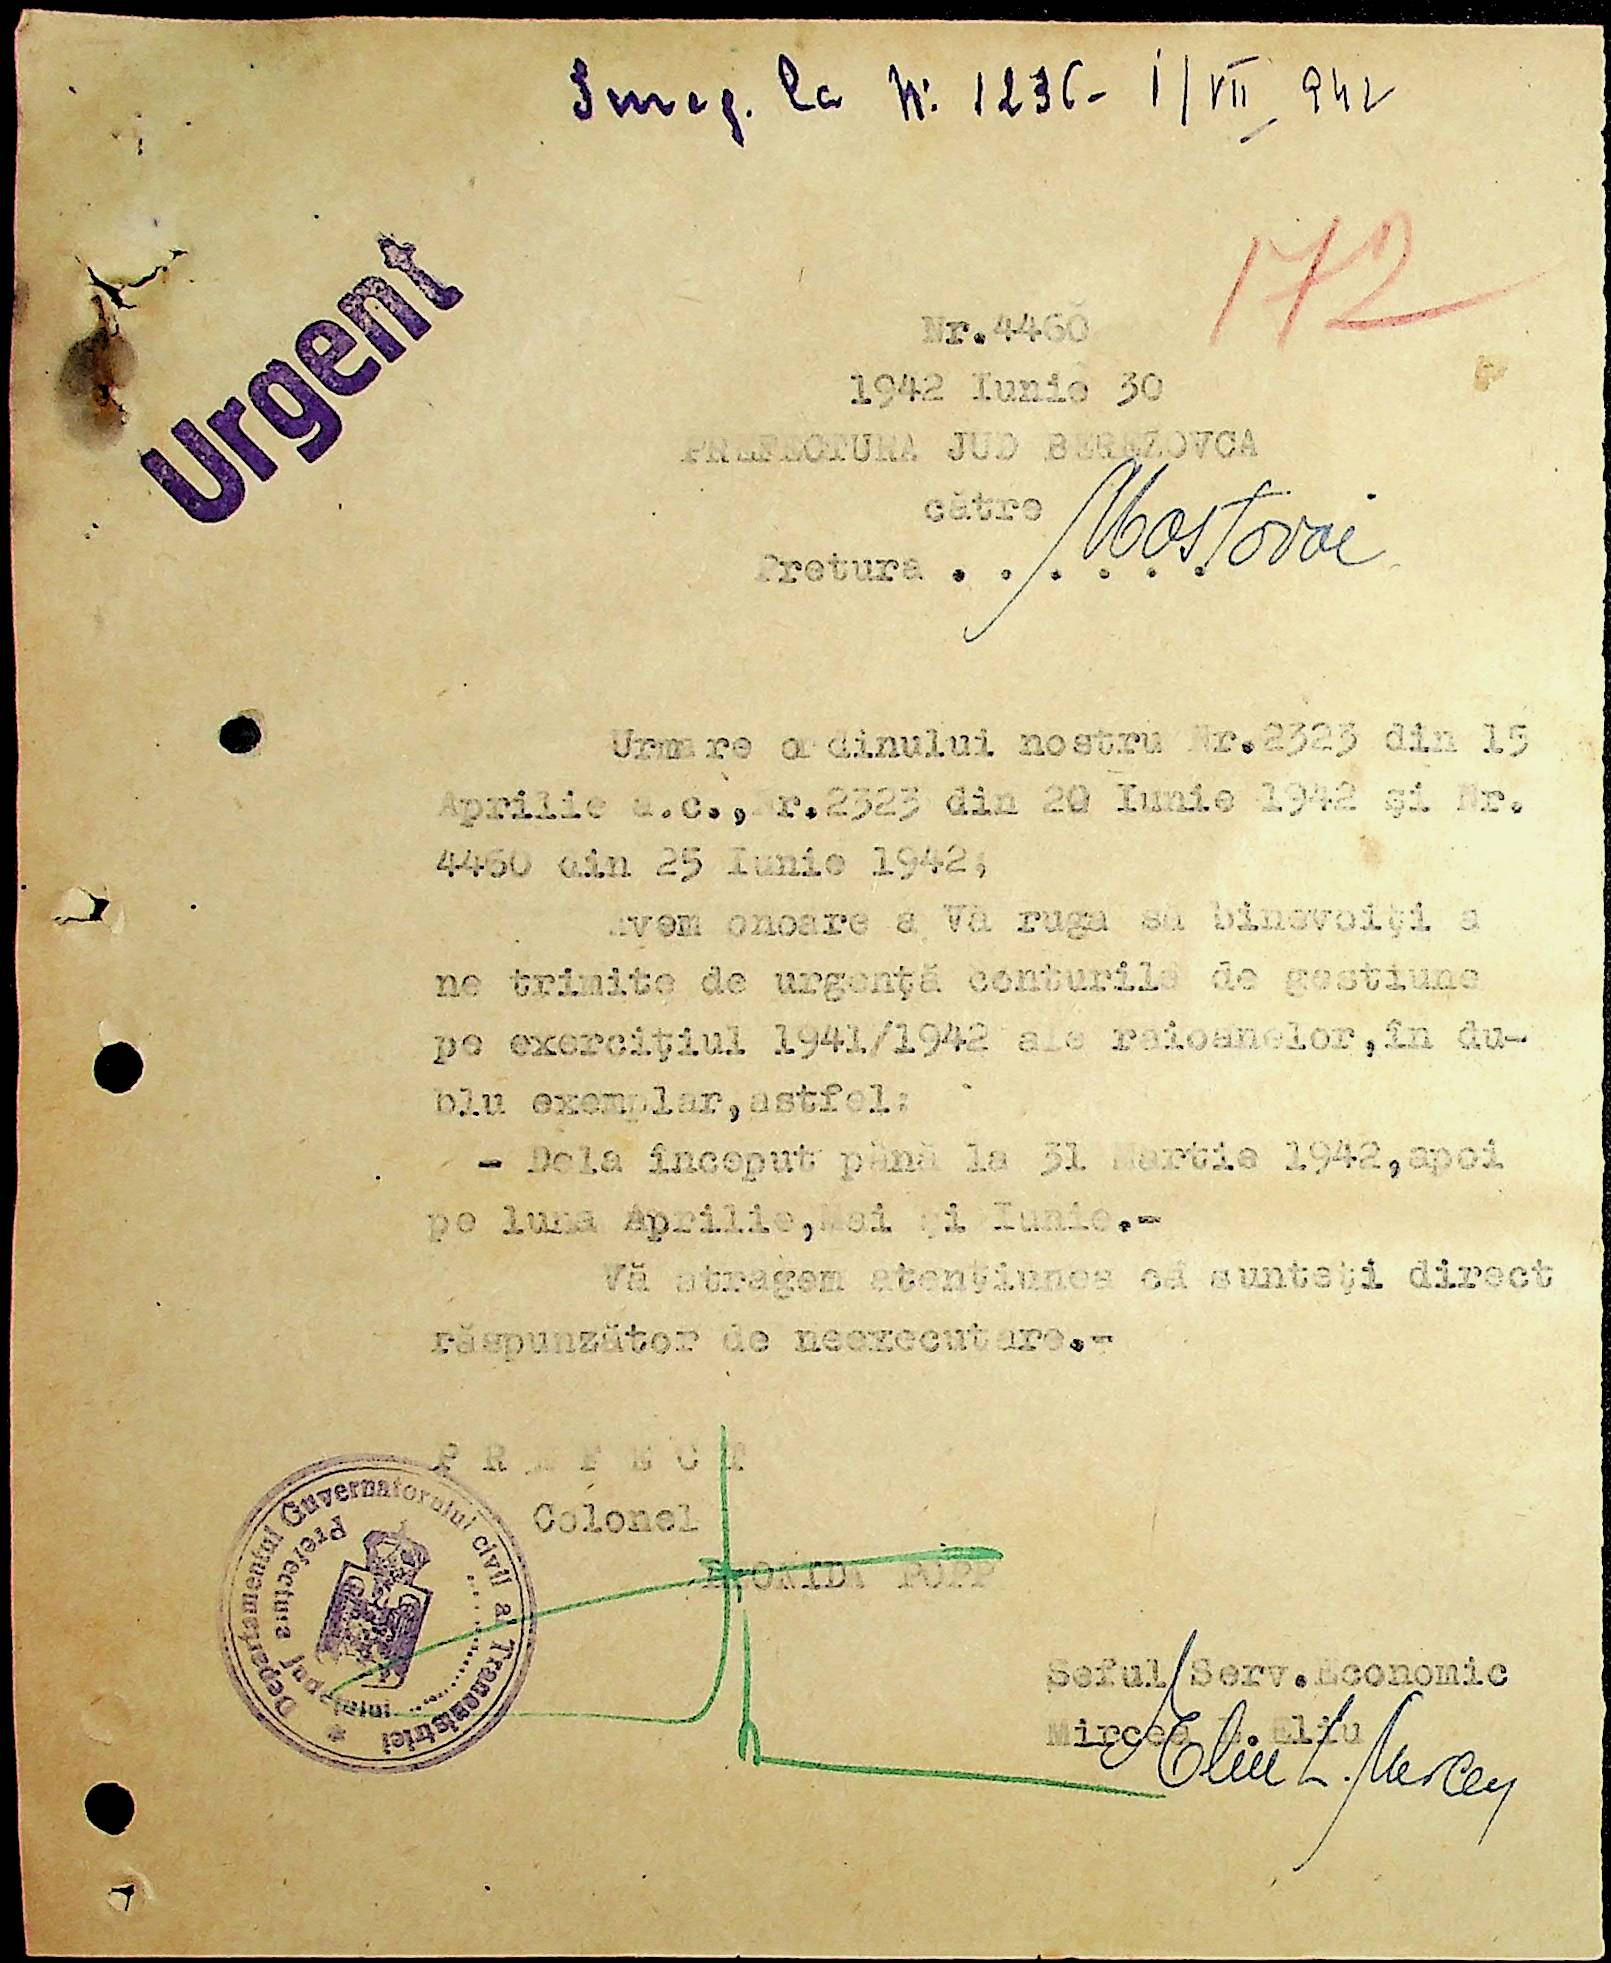 Inreg. la Nr. 1236 - 1/VII 942
172
Urgent
Nr.4460
1942 Iunie 30
PREFECTURA JUD BEREZOVCA
către
Pretura . . . . . . Mostovoi
Urmare ordinului nostru Nr.2323 din 15
Aprilie a.c.,Nr.2323 din 20 Iunie 1942 şi Nr.
4460 din 25 Iunie 1942;
Avem onoare a Vă ruga să binevoiţi a
ne trimite de urgenţă conturile de gestiune
pe exerciţiul 1941/1942 ale raioanelor,în du-
blu exemplar,astfel:
- Dela început până la 31 Martie 1942,apoi
pe luna Aprilie,Mai şi Iunie.-
Vă atragem atenţiunea că sunteţi direct
răspunzător de neexecutare.-
P R E F E C T
Colonel
LEONIDA POPP
Departamentul Guvernatorului civil a Transnistriei
Prefectura Judeţului
Seful Serv.Economic
Mircea L. Eliu
Eliu L. Mircea